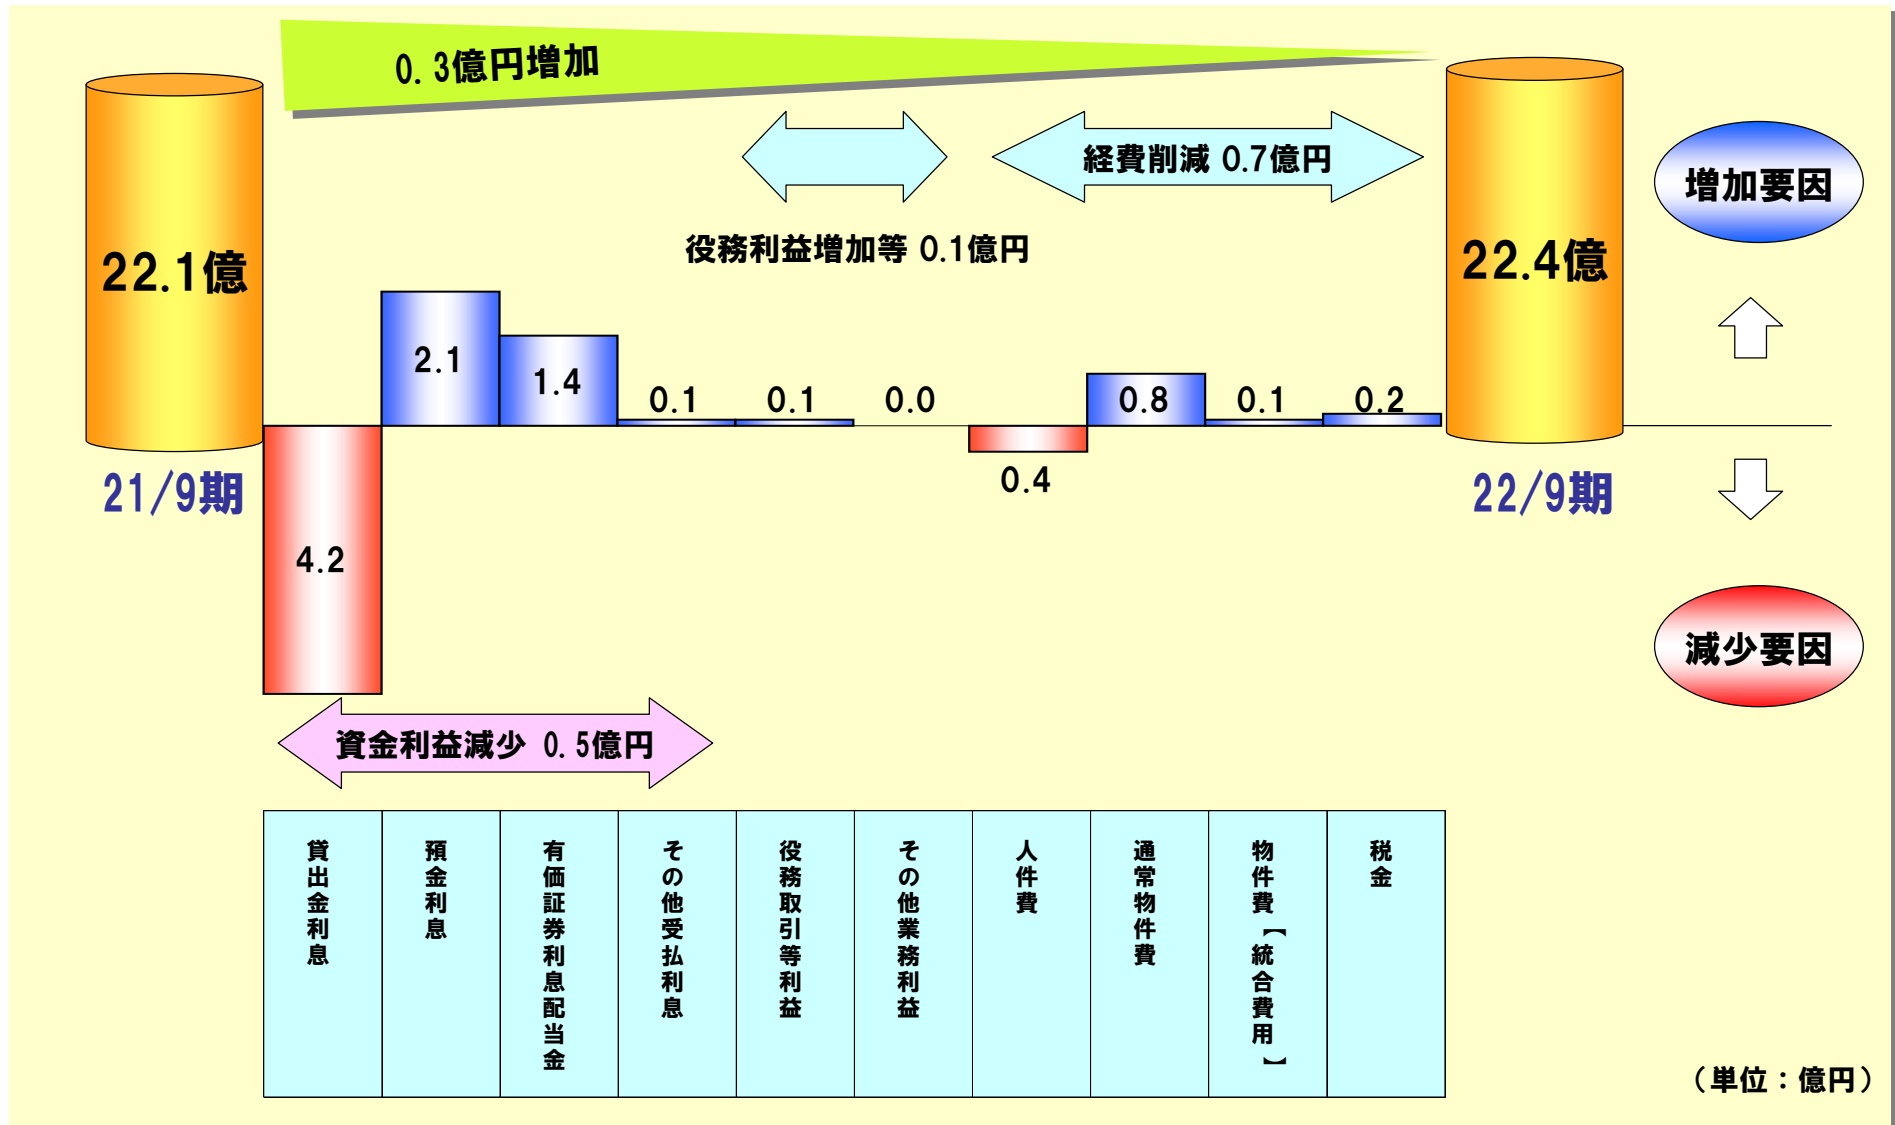 0.3億円増加
経費削減 0.7億円
増加要因
役務利益増加等 0.1億円
22.1億
22.4億
2.1
1.4
0.1
0.1
0.0
0.8
0.1
0.2
0.4
4.2
21/9期
22/9期
減少要因
資金利益減少 0.5億円
貸出金利息
預金利息
有価証券利息配当金
その他受払利息
役務取引等利益
その他業務利益
人件費
通常物件費
物件費【統合費用】
税金
（単位：億円）